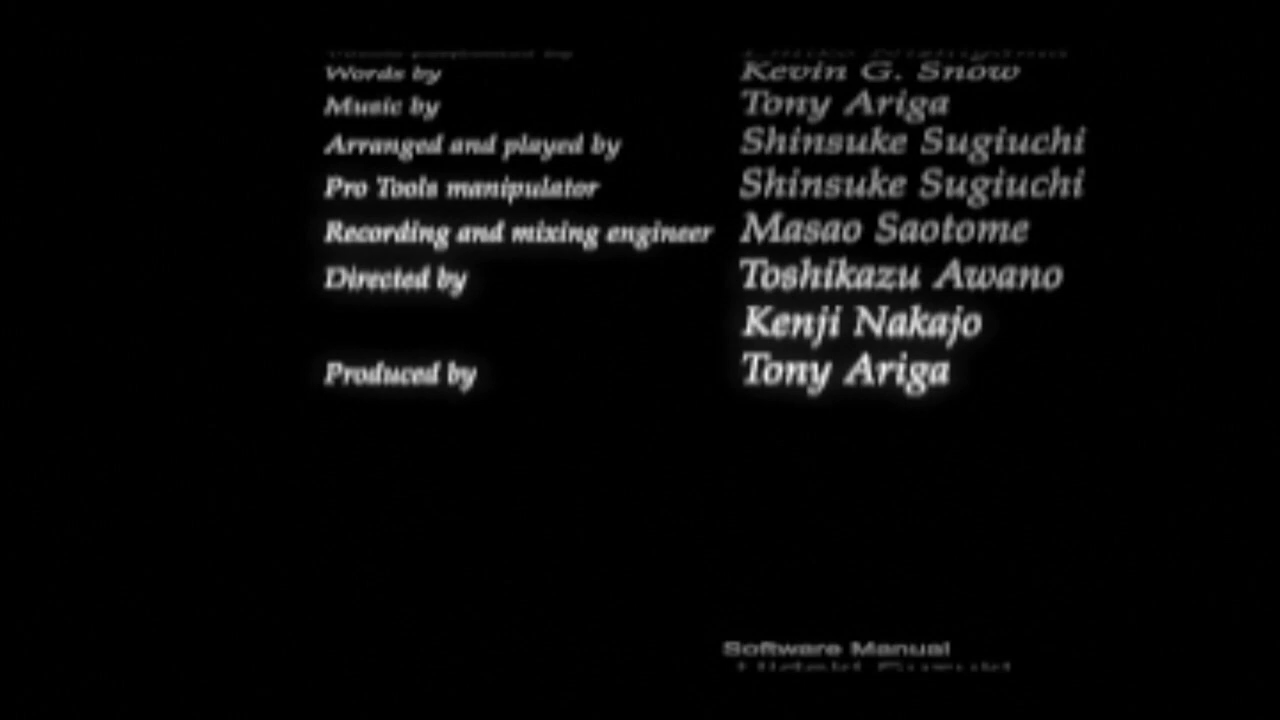 Words by Kevin G. Snow
Music by Tony Ariga
Arranged and played by Shinsuke Sugiuchi
Pro Tools manipulator Shinsuke Sugiuchi
Recording and mixing engineer Masao Saotome
Directed by Toshikazu Awano
Kenji Nakajo
Produced by Tony Ariga
Software Manual